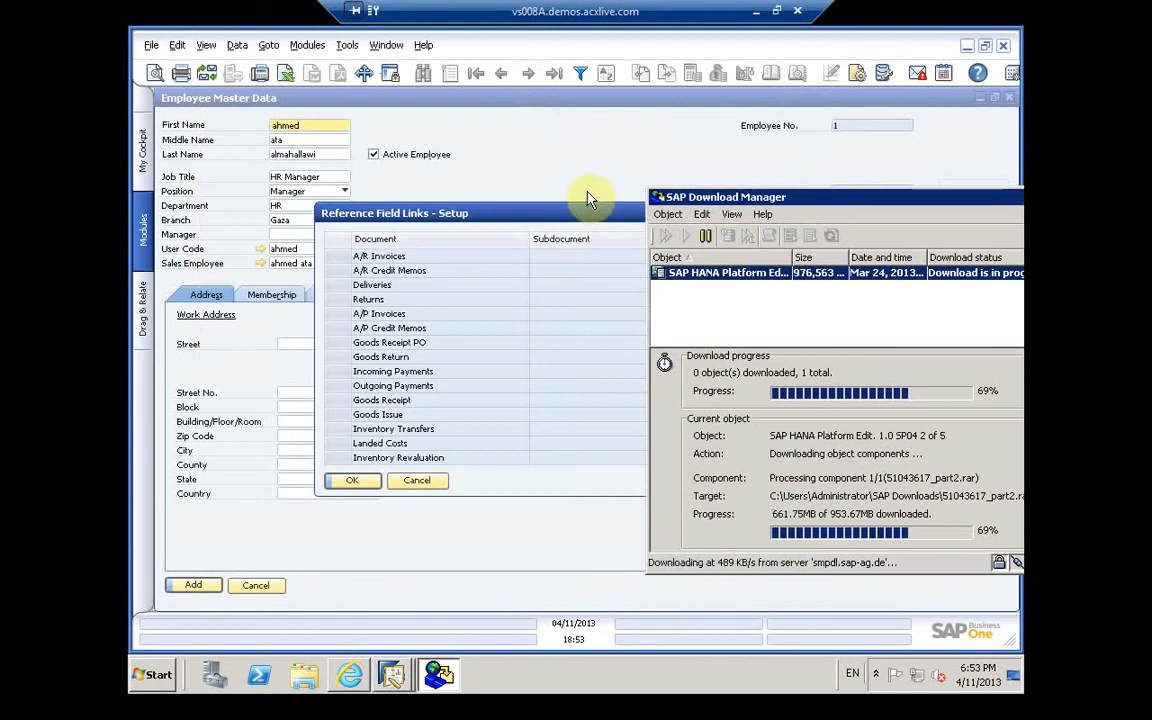 vs008A.demos.acxlive.com
File Edit View Data Goto Modules Tools Window Help
Employee Master Data
First Name ahmed Employee No. 1
Middle Name ata
Last Name almahallawi Active Employee
Job Title HR Manager
Position Manager
Department HR
Branch Gaza
Manager
User Code ahmed
Sales Employee ahmed ata
Address Membership
Work Address
Street
Street No.
Block
Building/Floor/Room
Zip Code
City
County
State
Country
Add Cancel
My Cockpit
Modules
Drag & Relate
Reference Field Links - Setup
Document Subdocument
A/R Invoices
A/R Credit Memos
Deliveries
Returns
A/P Invoices
A/P Credit Memos
Goods Receipt PO
Goods Return
Incoming Payments
Outgoing Payments
Goods Receipt
Goods Issue
Inventory Transfers
Landed Costs
Inventory Revaluation
OK Cancel
SAP Download Manager
Object Edit View Help
Object Size Date and time Download status
SAP HANA Platform Ed... 976,563 ... Mar 24, 2013... Download is in prog
Download progress
0 object(s) downloaded, 1 total.
Progress: 69%
Current object
Object: SAP HANA Platform Edit. 1.0 SP04 2 of 5
Action: Downloading object components ...
Component: Processing component 1/1(51043617_part2.rar)
Target: C:\Users\Administrator\SAP Downloads\51043617_part2.ra
Progress: 661.75MB of 953.67MB downloaded.
69%
Downloading at 489 KB/s from server 'smpdl.sap-ag.de'...
04/11/2013
18:53
SAP Business One
Start EN 6:53 PM
4/11/2013